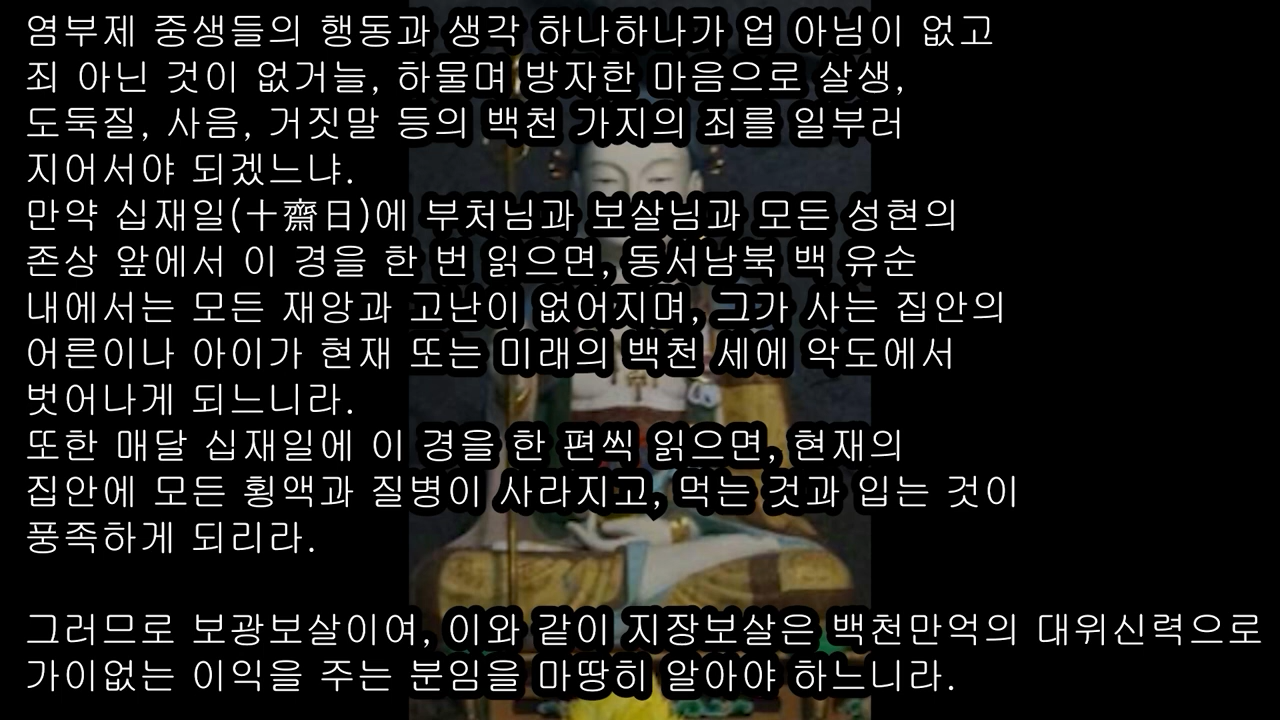 염부제 중생들의 행동과 생각 하나하나가 업 아님이 없고
죄 아닌 것이 없거늘, 하물며 방자한 마음으로 살생,
도둑질, 사음, 거짓말 등의 백천 가지의 죄를 일부러
지어서야 되겠느냐.
만약 십재일(十齋日)에 부처님과 보살님과 모든 성현의
존상 앞에서 이 경을 한 번 읽으면, 동서남북 백 유순
내에서는 모든 재앙과 고난이 없어지며, 그가 사는 집안의
어른이나 아이가 현재 또는 미래의 백천 세에 악도에서
벗어나게 되느니라.
또한 매달 십재일에 이 경을 한 편씩 읽으면, 현재의
집안에 모든 횡액과 질병이 사라지고, 먹는 것과 입는 것이
풍족하게 되리라.
그러므로 보광보살이여, 이와 같이 지장보살은 백천만억의 대위신력으로
가이없는 이익을 주는 분임을 마땅히 알아야 하느니라.